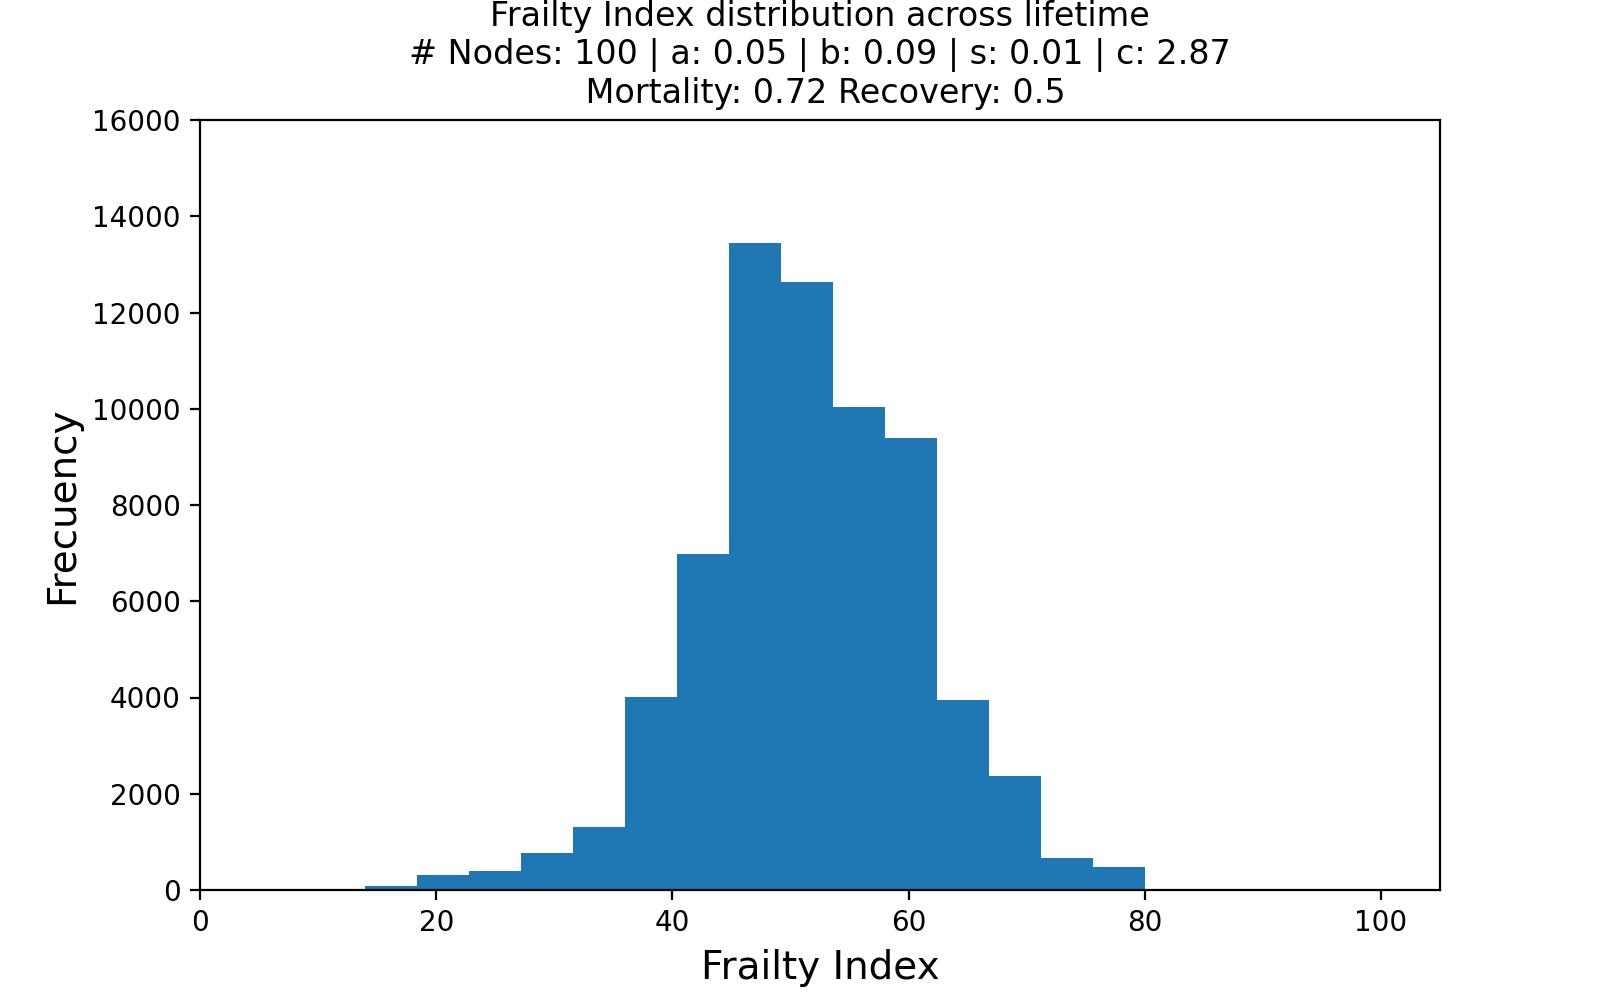 Frailty Index distribution across lifetime
# Nodes: 100 | a: 0.05 | b: 0.09 | s: 0.01 | c: 2.87
Mortality: 0.72 Recovery: 0.5
16000
14000
12000
10000
8000
6000
4000
2000
0
Frecuency
0 20 40 60 80 100
Frailty Index